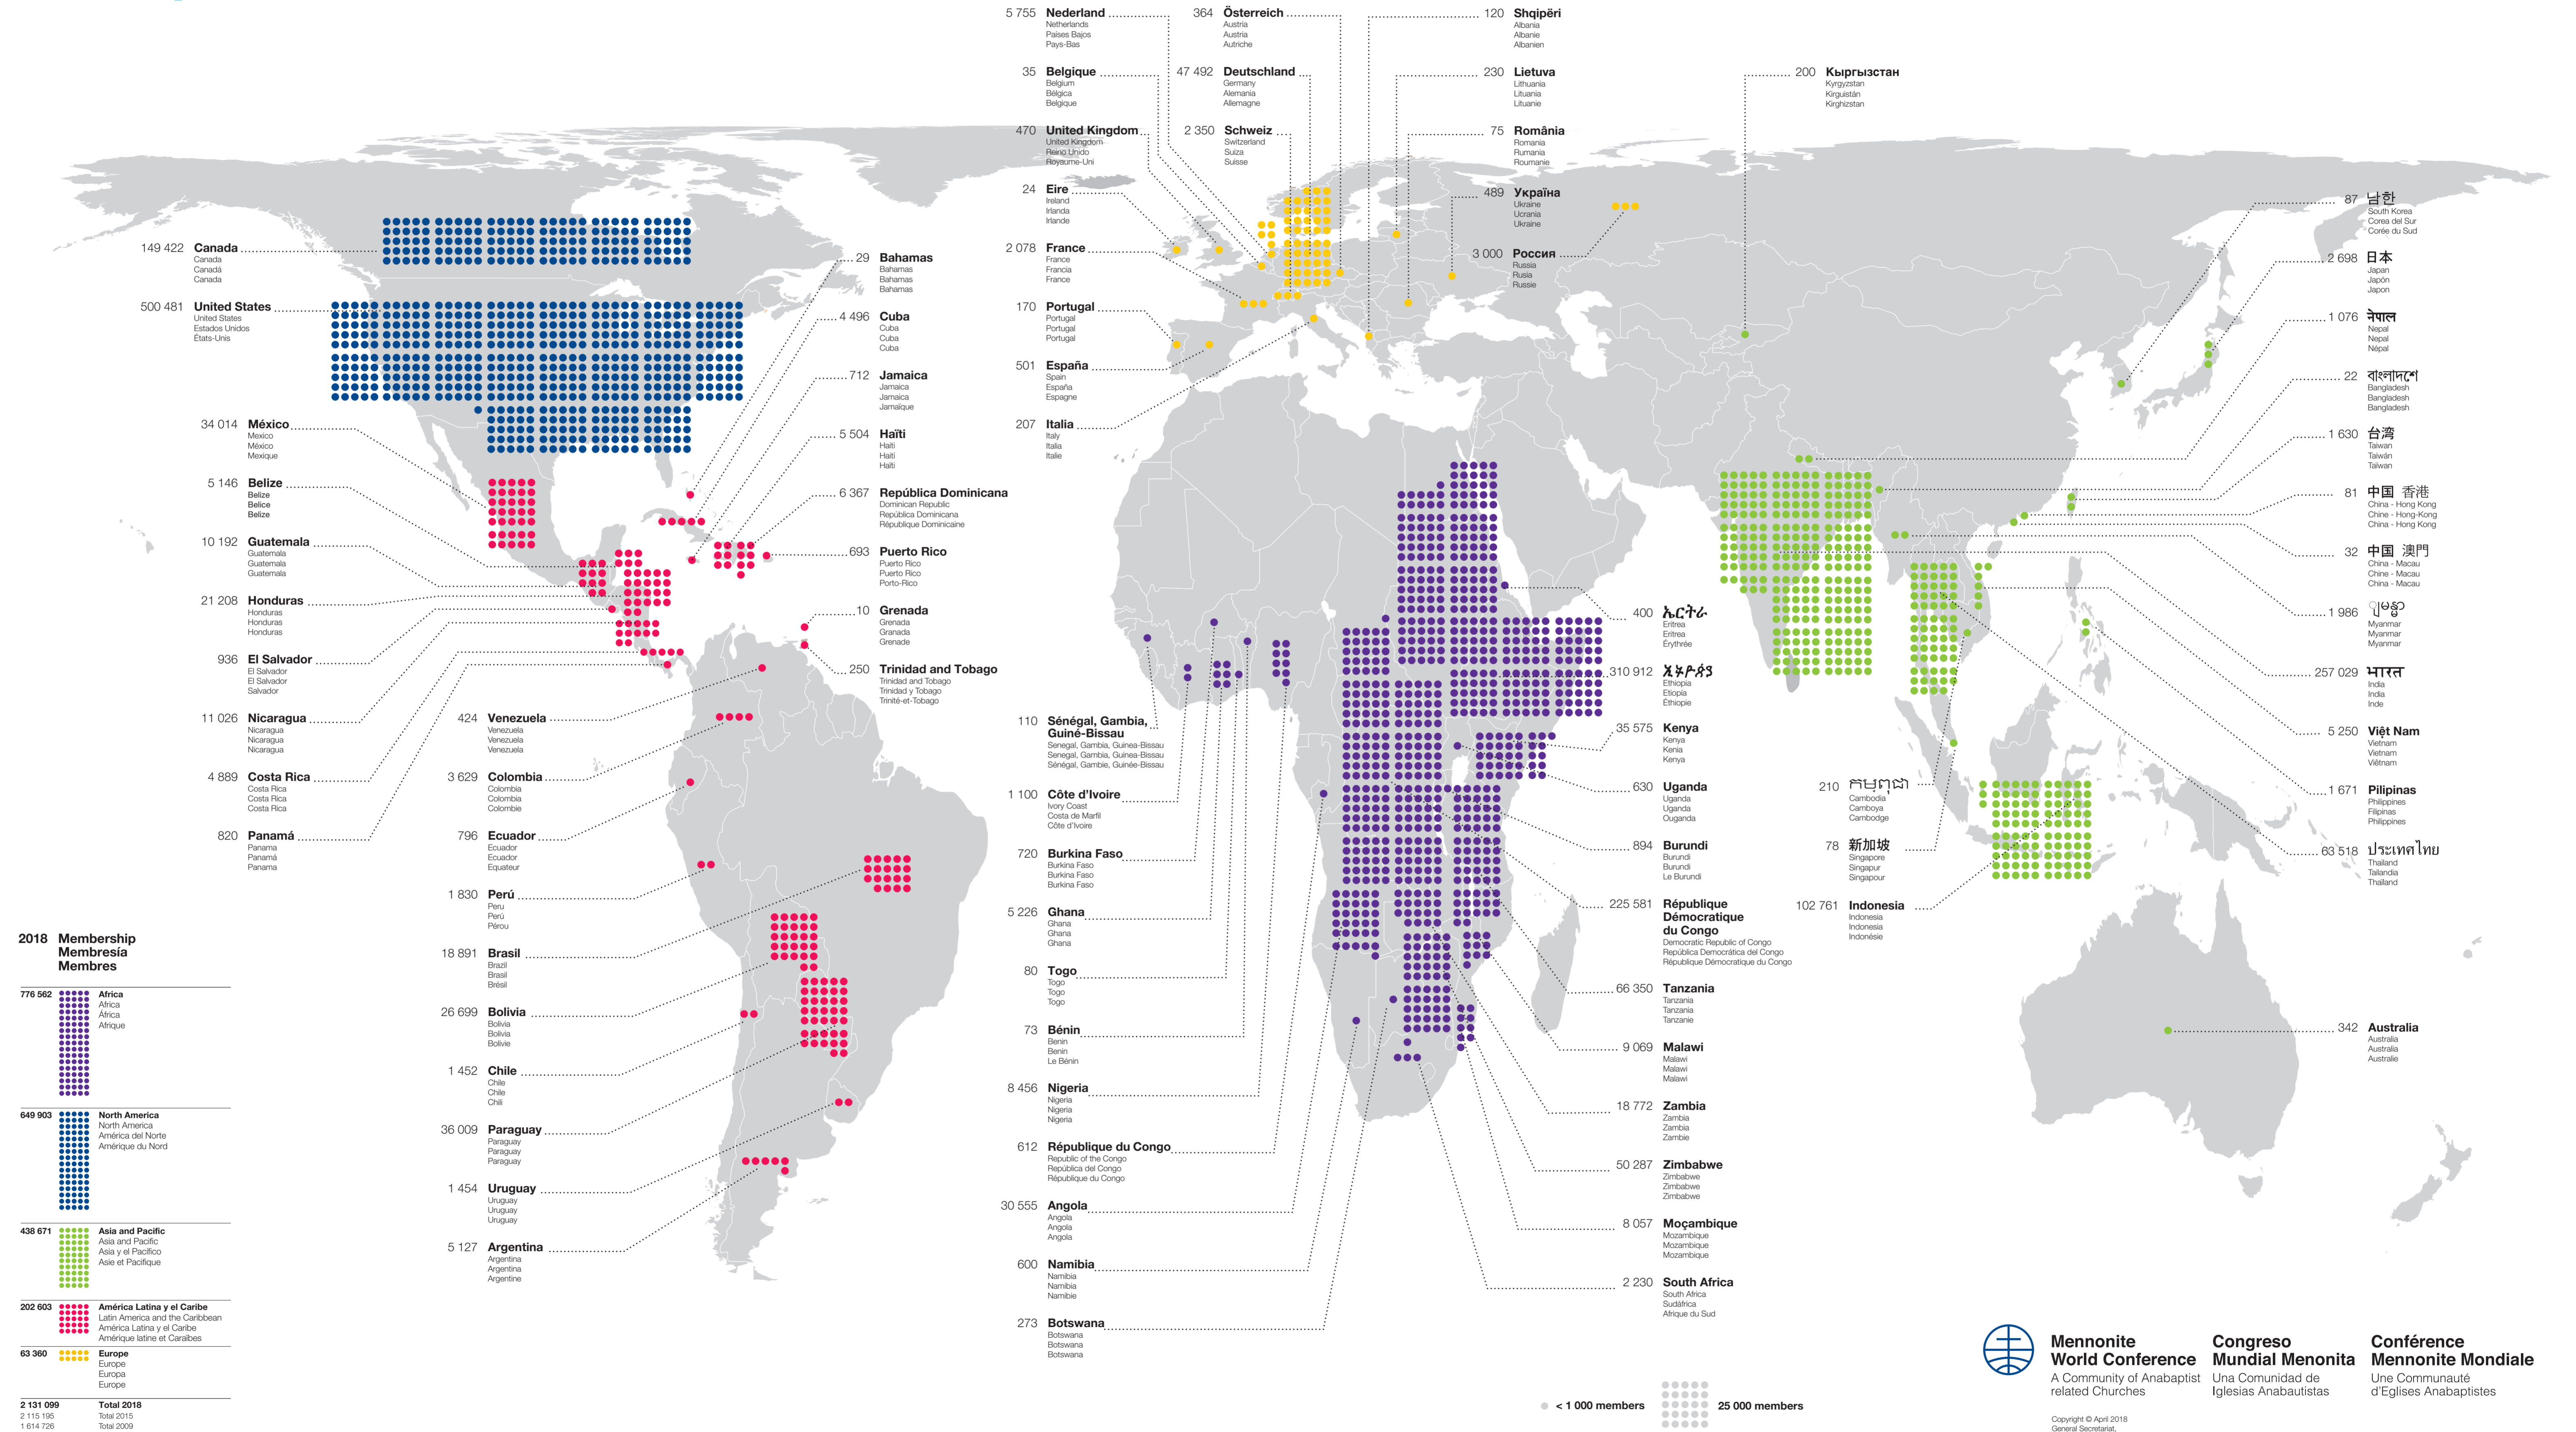 5 755 Nederland
Netherlands
Países Bajos
Pays-Bas
35 Belgique
Belgium
Bélgica
Belgique
470 United Kingdom
United Kingdom
Reino Unido
Royaume-Uni
24 Eire
Ireland
Irlanda
Irlande
2 078 France
France
Francia
France
170 Portugal
Portugal
Portugal
Portugal
501 España
Spain
España
Espagne
207 Italia
Italy
Italia
Italie
364 Österreich
Austria
Austria
Autriche
47 492 Deutschland
Germany
Alemania
Allemagne
2 350 Schweiz
Switzerland
Suiza
Suisse
120 Shqipëri
Albania
Albanie
Albanien
230 Lietuva
Lithuania
Lituania
Lituanie
75 România
Romania
Rumania
Roumanie
489 Україна
Ukraine
Ucrania
Ukraine
3 000 Россия
Russia
Rusia
Russie
200 Кыргызстан
Kyrgyzstan
Kirguistán
Kirghizstan
149 422 Canada
Canada
Canadá
Canada
500 481 United States
United States
Estados Unidos
États-Unis
34 014 México
Mexico
México
Mexique
5 146 Belize
Belize
Belice
Belize
10 192 Guatemala
Guatemala
Guatemala
Guatemala
21 208 Honduras
Honduras
Honduras
Honduras
936 El Salvador
El Salvador
El Salvador
Salvador
11 026 Nicaragua
Nicaragua
Nicaragua
Nicaragua
4 889 Costa Rica
Costa Rica
Costa Rica
Costa Rica
820 Panamá
Panama
Panamá
Panama
29 Bahamas
Bahamas
Bahamas
Bahamas
4 496 Cuba
Cuba
Cuba
Cuba
712 Jamaica
Jamaica
Jamaica
Jamaïque
5 504 Haïti
Haiti
Haití
Haïti
6 367 República Dominicana
Dominican Republic
República Dominicana
République Dominicaine
693 Puerto Rico
Puerto Rico
Puerto Rico
Porto-Rico
10 Grenada
Grenada
Granada
Grenade
250 Trinidad and Tobago
Trinidad and Tobago
Trinidad y Tobago
Trinité-et-Tobago
424 Venezuela
Venezuela
Venezuela
Venezuela
3 629 Colombia
Colombia
Colombia
Colombie
796 Ecuador
Ecuador
Ecuador
Equateur
1 830 Perú
Peru
Perú
Pérou
18 891 Brasil
Brazil
Brasil
Brésil
26 699 Bolivia
Bolivia
Bolivia
Bolivie
1 452 Chile
Chile
Chile
Chili
36 009 Paraguay
Paraguay
Paraguay
Paraguay
1 454 Uruguay
Uruguay
Uruguay
Uruguay
5 127 Argentina
Argentina
Argentina
Argentine
110 Sénégal, Gambia,
Guiné-Bissau
Senegal, Gambia, Guinea-Bissau
Senegal, Gambia, Guinea-Bissau
Sénégal, Gambie, Guinée-Bissau
1 100 Côte d'Ivoire
Ivory Coast
Costa de Marfil
Côte d'Ivoire
720 Burkina Faso
Burkina Faso
Burkina Faso
Burkina Faso
5 226 Ghana
Ghana
Ghana
Ghana
80 Togo
Togo
Togo
Togo
73 Bénin
Benin
Benin
Le Bénin
8 456 Nigeria
Nigeria
Nigeria
Nigeria
612 République du Congo
Republic of the Congo
República del Congo
République du Congo
30 555 Angola
Angola
Angola
Angola
600 Namibia
Namibia
Namibia
Namibie
273 Botswana
Botswana
Botswana
Botswana
400 ኤርትራ
Eritrea
Eritrea
Érythrée
310 912
Ethiopia
Etiopía
Éthiopie
35 575 Kenya
Kenya
Kenia
Kenya
630 Uganda
Uganda
Uganda
Ouganda
894 Burundi
Burundi
Burundi
Le Burundi
225 581 République
Démocratique
du Congo
Democratic Republic of Congo
República Democrática del Congo
République Démocratique du Congo
66 350 Tanzania
Tanzania
Tanzania
Tanzanie
9 069 Malawi
Malawi
Malawi
Malawi
18 772 Zambia
Zambia
Zambia
Zambie
50 287 Zimbabwe
Zimbabwe
Zimbabwe
Zimbabwe
8 057 Moçambique
Mozambique
Mozambique
Mozambique
2 230 South Africa
South Africa
Sudáfrica
Afrique du Sud
87 남한
South Korea
Corea del Sur
Corée du Sud
2 698 日本
Japan
Japón
Japon
1 076 नेपाल
Nepal
Nepal
Népal
22
Bangladesh
Bangladesh
Bangladesh
1 630 台湾
Taiwan
Taiwán
Taïwan
81 中国 香港
China - Hong Kong
Chine - Hong-Kong
China - Hong Kong
32 中国 澳門
China - Macau
Chine - Macau
China - Macau
1 986
Myanmar
Myanmar
Myanmar
257 029 भारत
India
India
Inde
5 250 Việt Nam
Vietnam
Vietnam
Viêtnam
1 671 Pilipinas
Philippines
Filipinas
Philippines
63 518 ประเทศไทย
Thailand
Tailandia
Thaïland
210 កម្ពុជា
Cambodia
Camboya
Cambodge
78 新加坡
Singapore
Singapur
Singapour
102 761 Indonesia
Indonesia
Indonesia
Indonésie
342 Australia
Australia
Australia
Australie
2018 Membership
Membresía
Membres
776 562 Africa
Africa
África
Afrique
649 903 North America
North America
América del Norte
Amérique du Nord
438 671 Asia and Pacific
Asia and Pacific
Asia y el Pacífico
Asie et Pacifique
202 603 América Latina y el Caribe
Latin America and the Caribbean
América Latina y el Caribe
Amérique latine et Caraïbes
63 360 Europe
Europe
Europa
Europe
2 131 099 Total 2018
2 115 195 Total 2015
1 614 726 Total 2009
< 1 000 members
25 000 members
Mennonite
World Conference
A Community of Anabaptist
related Churches
Congreso
Mundial Menonita
Una Comunidad de
Iglesias Anabautistas
Conférence
Mennonite Mondiale
Une Communauté
d'Eglises Anabaptistes
Copyright © April 2018
General Secretariat,